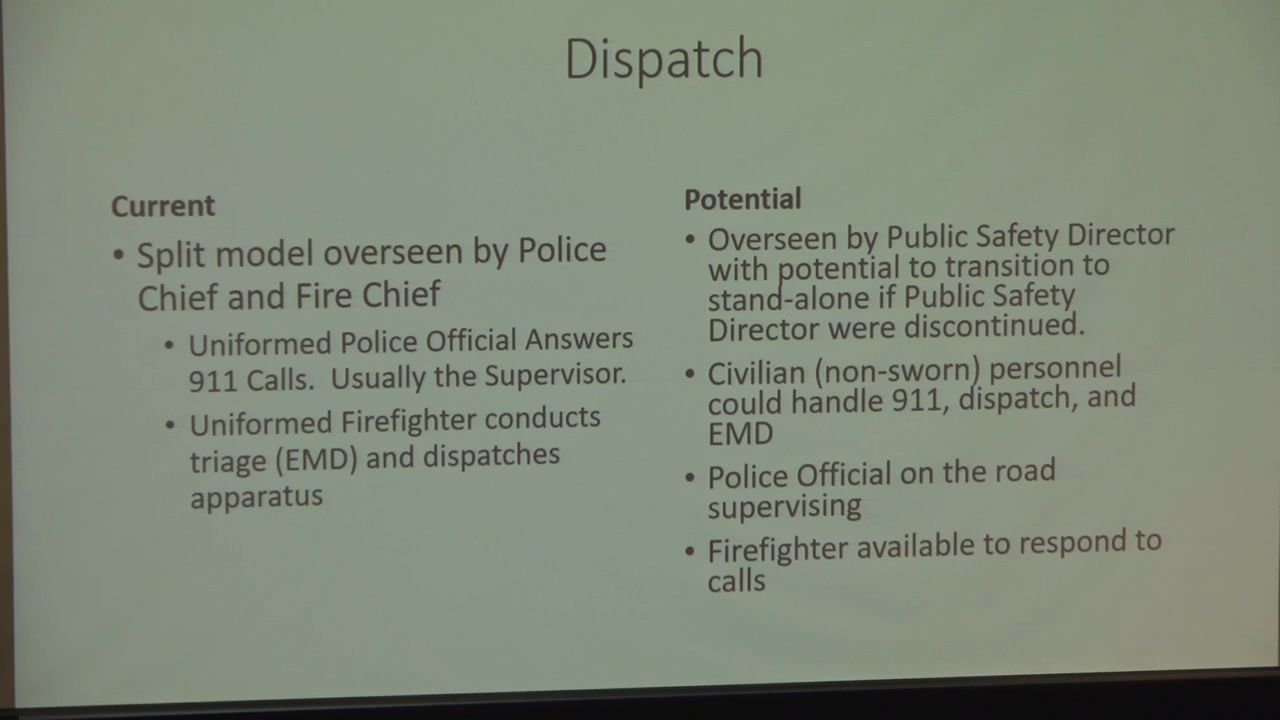 Dispatch
Current
• Split model overseen by Police
Chief and Fire Chief
• Uniformed Police Official Answers
911 Calls.  Usually the Supervisor.
• Uniformed Firefighter conducts
triage (EMD) and dispatches
apparatus
Potential
• Overseen by Public Safety Director
with potential to transition to
stand-alone if Public Safety
Director were discontinued.
• Civilian (non-sworn) personnel
could handle 911, dispatch, and
EMD
• Police Official on the road
supervising
• Firefighter available to respond to
calls